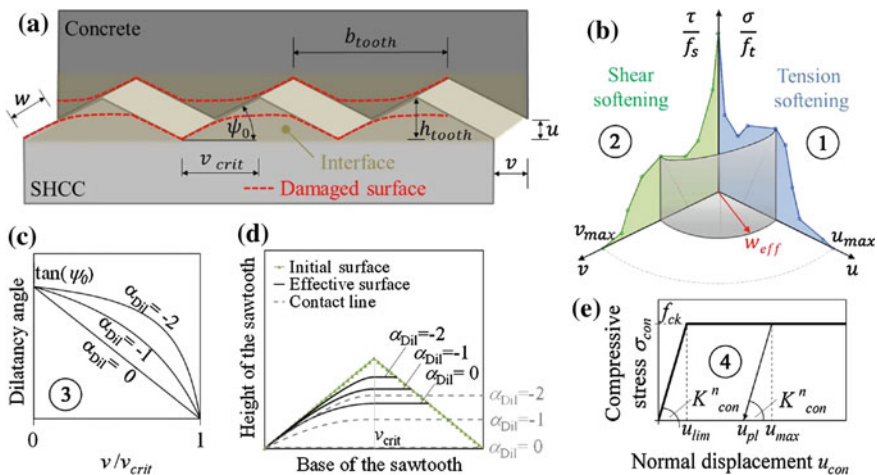 (a)
Concrete
b_tooth
w
ψ_0
h_tooth
u
v_crit
Interface
v
SHCC
Damaged surface
(b)
τ/f_s
σ/f_t
Shear softening
Tension softening
2
1
v_max
v
w_eff
u_max
u
(c)
Dilatancy angle
tan(ψ_0)
α_Dil = -2
α_Dil = -1
α_Dil = 0
3
0
1
v/v_crit
(d)
Height of the sawtooth
Initial surface
Effective surface
Contact line
α_Dil=-2
α_Dil=-1
α_Dil= 0
α_Dil=-2
α_Dil=-1
α_Dil= 0
v_crit
Base of the sawtooth
(e)
Compressive
stress σ_con
f_ck
4
K^n_con
K^n_con
u_lim
u_pl
u_max
Normal displacement u_con